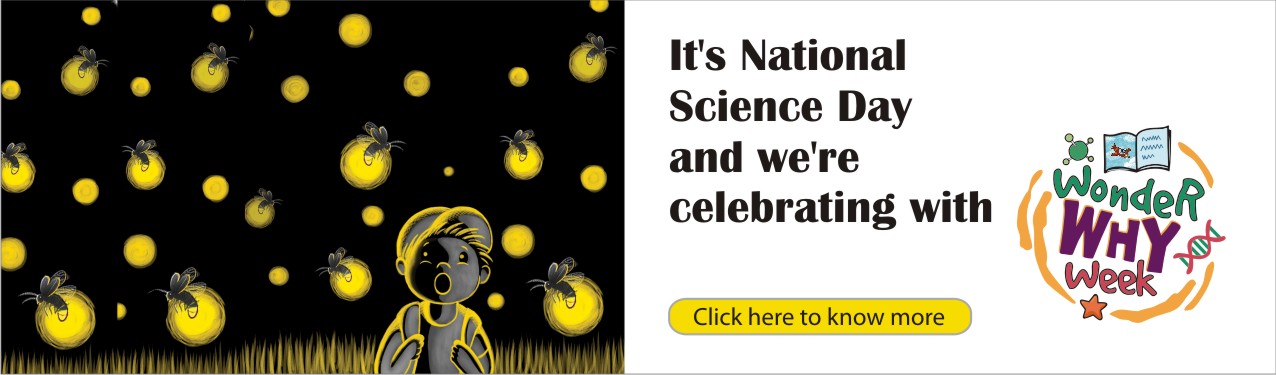 It's National
Science Day
and we're
celebrating with
Wonder
WHY
Week
Click here to know more